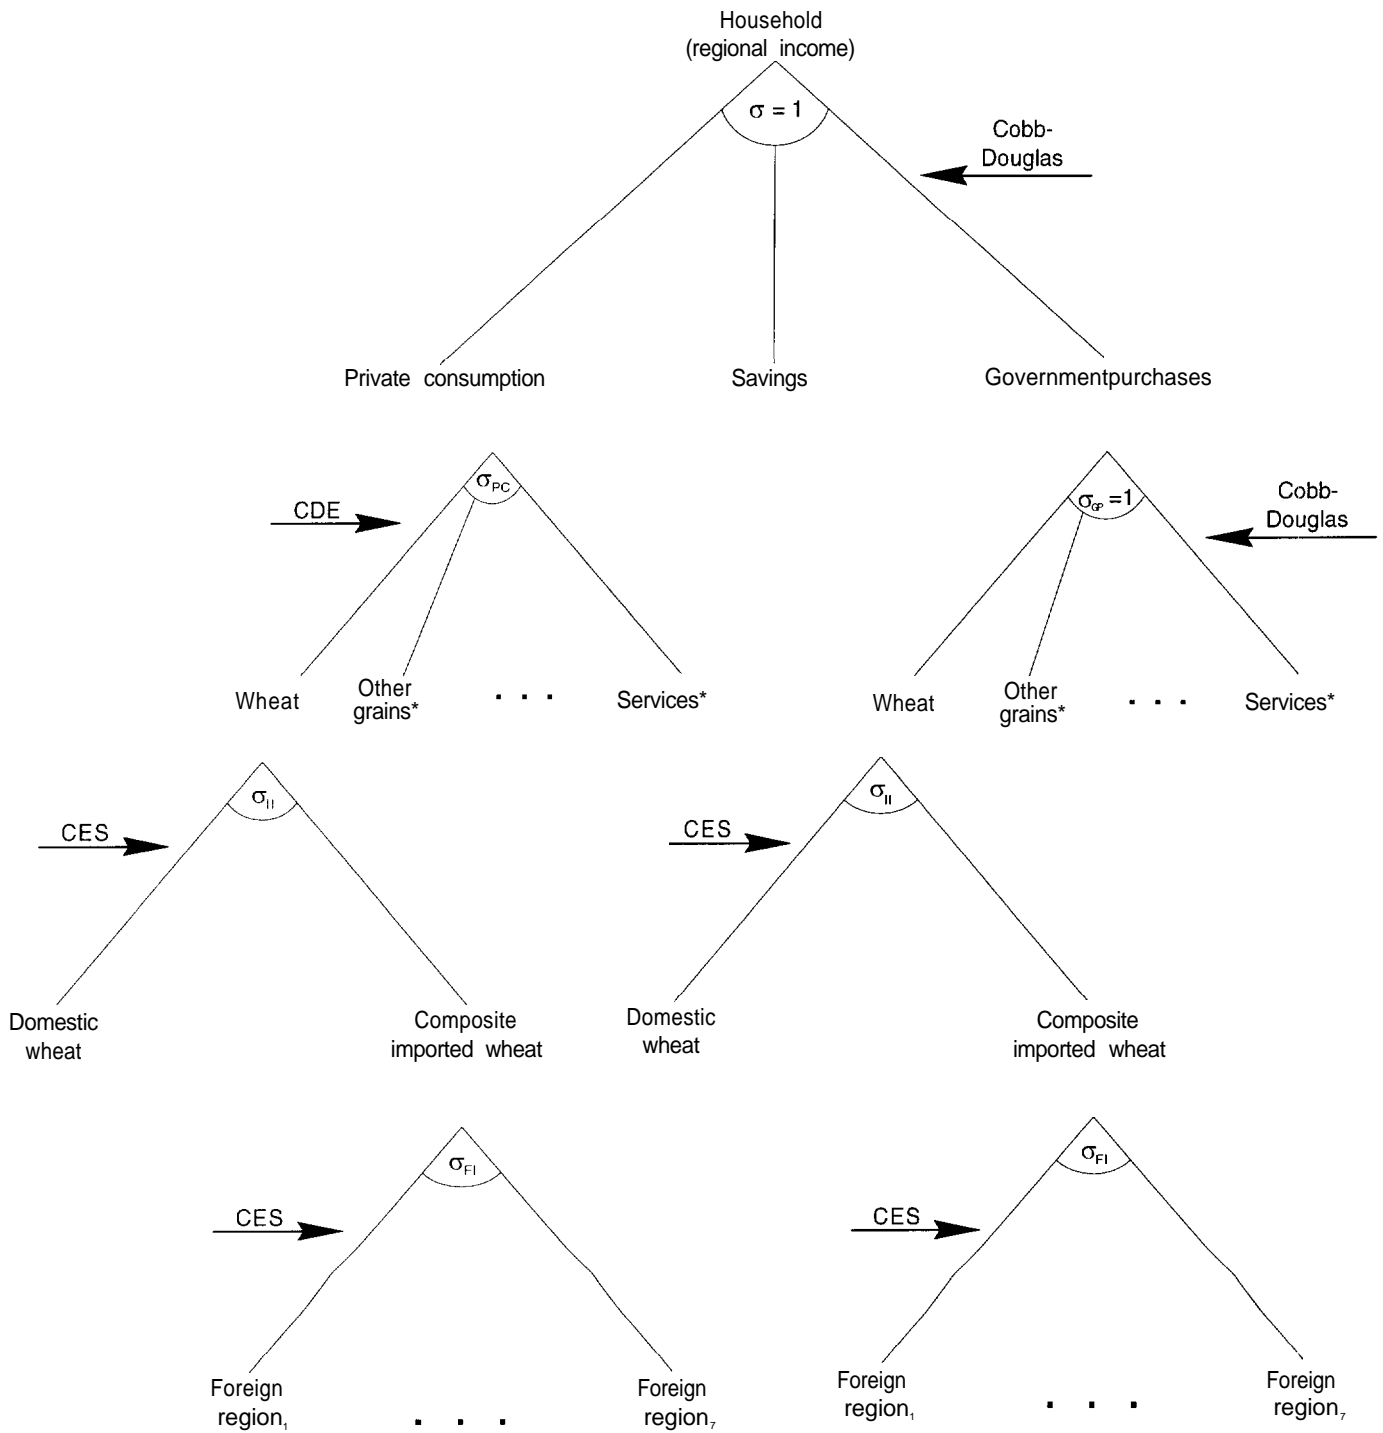 Household
(regional income)
σ = 1
Cobb-
Douglas
Private consumption
Savings
Governmentpurchases
CDE
σPC
σGP = 1
Cobb-
Douglas
Wheat
Other
grains*
. . .
Services*
Wheat
Other
grains*
. . .
Services*
CES
σII
CES
σII
Domestic
wheat
Composite
imported wheat
Domestic
wheat
Composite
imported wheat
CES
σFI
CES
σFI
Foreign
region₁
. . .
Foreign
region₇
Foreign
region₁
. . .
Foreign
region₇